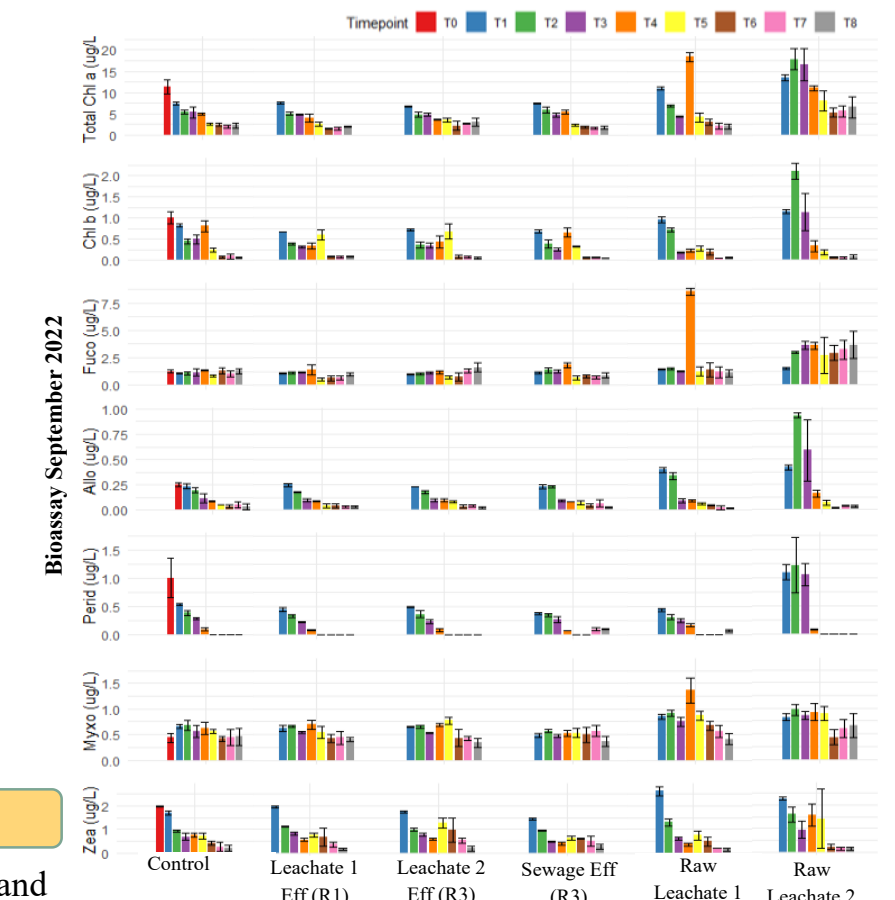 Timepoint T0 T1 T2 T3 T4 T5 T6 T7 T8
Bioassay September 2022
Total Chl a (ug/L
20
15
10
5
0
Chl b (ug/L)
2.0
1.5
1.0
0.5
0.0
Fuco (ug/L)
7.5
5.0
2.5
0.0
Allo (ug/L)
1.00
0.75
0.50
0.25
0.00
Perid (ug/L)
1.5
1.0
0.5
0.0
Myxo (ug/L)
1.5
1.0
0.5
0.0
Zea (ug/L)
2
1
0
Control
Leachate 1
Eff (R1)
Leachate 2
Eff (R3)
Sewage Eff
(R3)
Raw
Leachate 1
Raw
Leachate 2
and